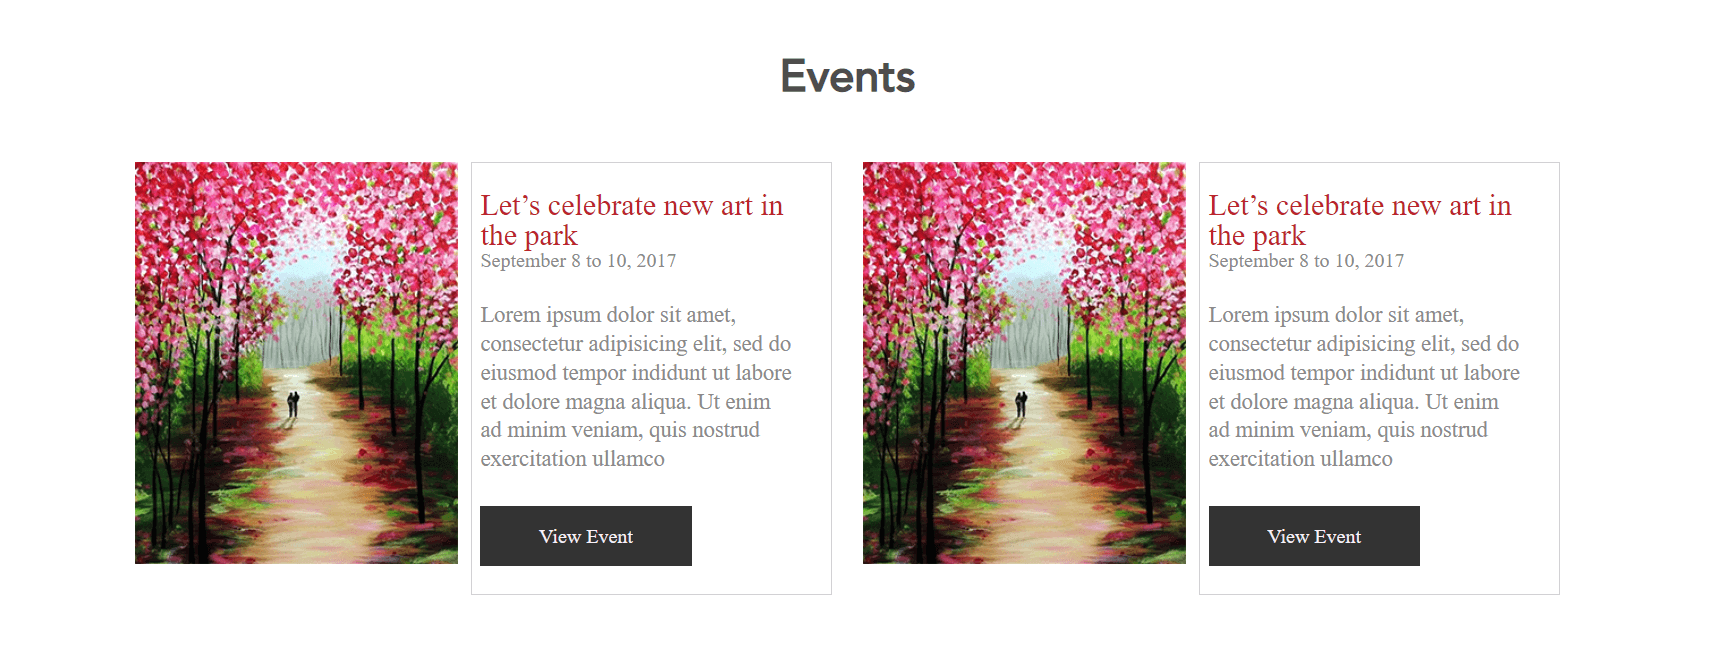 Events
Let’s celebrate new art in
the park
September 8 to 10, 2017
Lorem ipsum dolor sit amet,
consectetur adipisicing elit, sed do
eiusmod tempor indidunt ut labore
et dolore magna aliqua. Ut enim
ad minim veniam, quis nostrud
exercitation ullamco
View Event
Let’s celebrate new art in
the park
September 8 to 10, 2017
Lorem ipsum dolor sit amet,
consectetur adipisicing elit, sed do
eiusmod tempor indidunt ut labore
et dolore magna aliqua. Ut enim
ad minim veniam, quis nostrud
exercitation ullamco
View Event